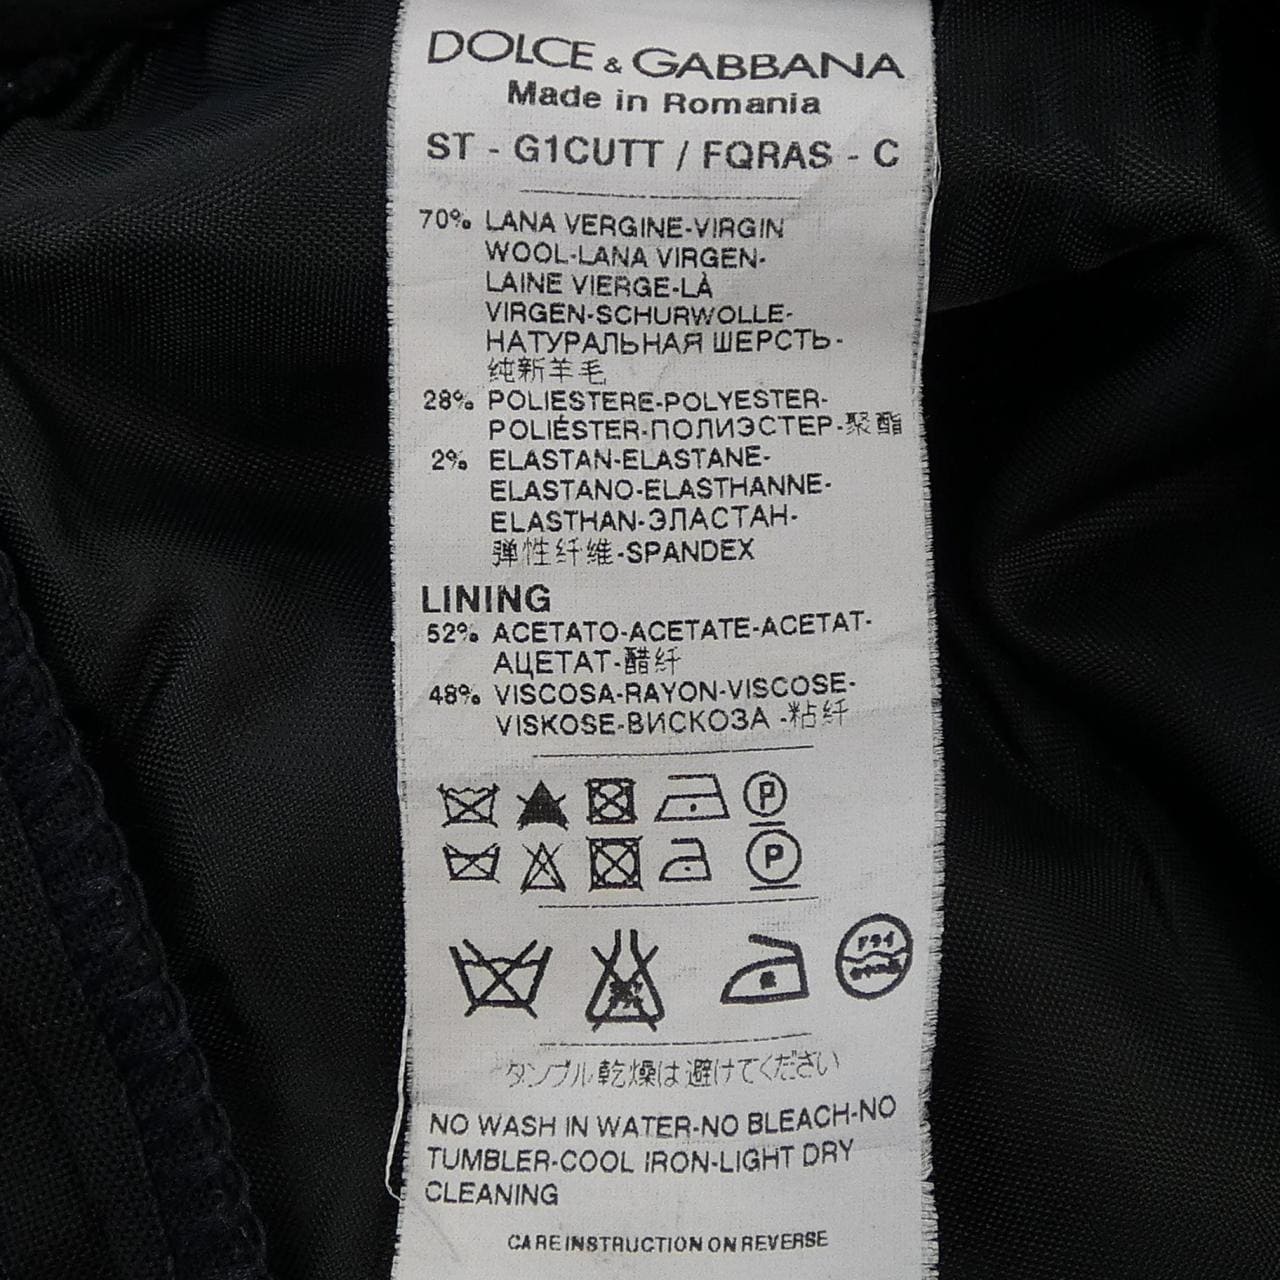 DOLCE & GABBANA
Made in Romania
ST - G1CUTT / FQRAS - C
70% LANA VERGINE-VIRGIN
WOOL-LANA VIRGEN-
LAINE VIERGE-LÀ
VIRGEN-SCHURWOLLE-
НАТУРАЛЬНАЯ ШЕРСТЬ-
纯新羊毛
28% POLIESTERE-POLYESTER-
POLIÉSTER-ПОЛИЭСТЕР-聚酯
2% ELASTAN-ELASTANE-
ELASTANO-ELASTHANNE-
ELASTHAN-ЭЛАСТАН-
弹性纤维-SPANDEX
LINING
52% ACETATO-ACETATE-ACETAT-
АЦЕТАТ-醋纤
48% VISCOSA-RAYON-VISCOSE-
VISKOSE-ВИСКОЗА -粘纤
P
P
ドライ
タンブル乾燥は避けてください
NO WASH IN WATER-NO BLEACH-NO
TUMBLER-COOL IRON-LIGHT DRY
CLEANING
CARE INSTRUCTION ON REVERSE